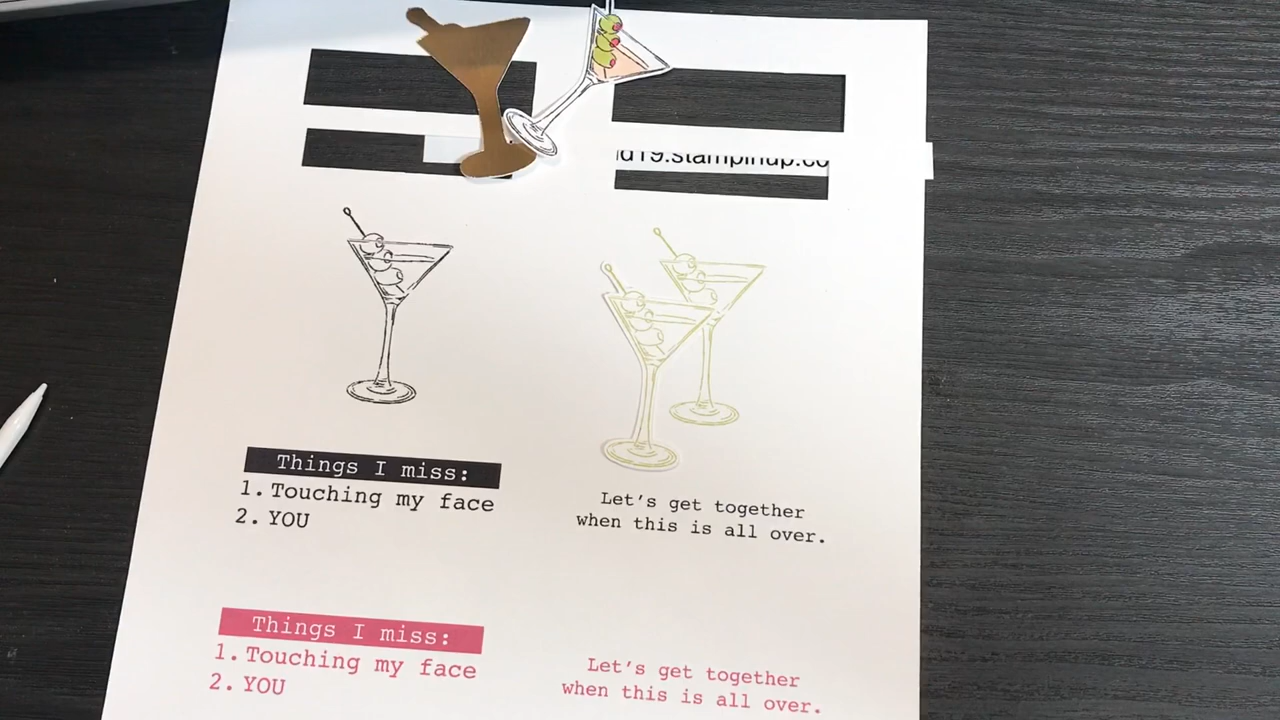 Things I miss:
1. Touching my face
2. YOU
Let's get together
when this is all over.
Things I miss:
1. Touching my face
2. YOU
Let's get together
when this is all over.